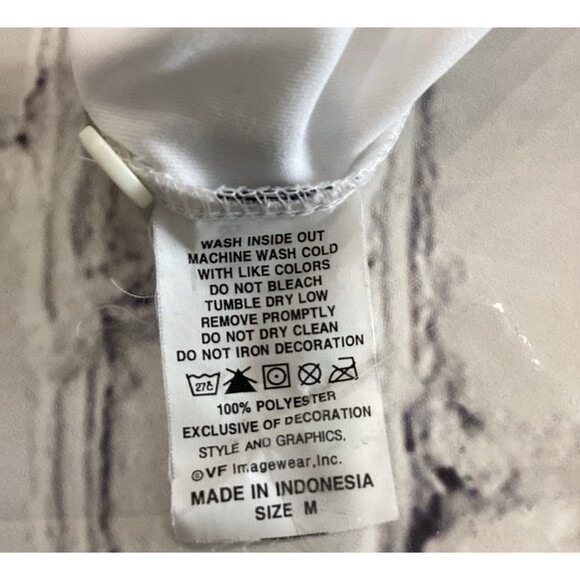 WASH INSIDE OUT
MACHINE WASH COLD
WITH LIKE COLORS
DO NOT BLEACH
TUMBLE DRY LOW
REMOVE PROMPTLY
DO NOT DRY CLEAN
DO NOT IRON DECORATION
27℃
100% POLYESTER
EXCLUSIVE OF DECORATION
STYLE AND GRAPHICS,
©VF Imagewear,Inc.
MADE IN INDONESIA
SIZE M